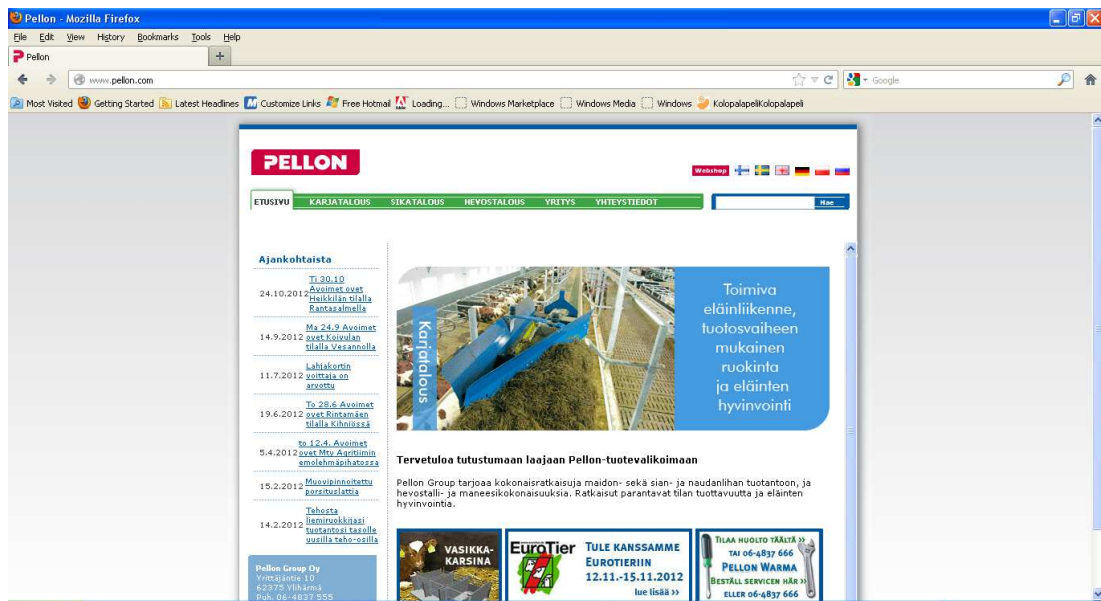 Pellon - Mozilla Firefox
File Edit View History Bookmarks Tools Help
Pellon
www.pellon.com
Google
Most Visited Getting Started Latest Headlines Customize Links Free Hotmail Loading... Windows Marketplace Windows Media Windows KolopalapeliKolopalapeli
PELLON
Webshop
ETUSIVU KARJATALOUS SIKATALOUS HEVOSTALOUS YRITYS YHTEYSTIEDOT
Hae
Ajankohtaista
24.10.2012 Ti 30.10
Avoimet ovet
Heikkilän tilalla
Rantasalmella
14.9.2012 Ma 24.9 Avoimet
ovet Koivulan
tilalla Vesannolla
11.7.2012 Lahjakortin
voittaja on
arvottu
19.6.2012 To 28.6 Avoimet
ovet Rintamäen
tilalla Kihniössä
5.4.2012 to 12.4. Avoimet
ovet Mty Agritiimin
emolehmäpihatossa
15.2.2012 Muovipinnoitettu
porsituslattia
14.2.2012 Tehosta
liemiruokkijasi
tuotantosi tasolle
uusilla teho-osilla
Pellon Group Oy
Yrittäjäntie 10
62375 Ylihärmä
Puh. 06-4837 555
Karjatalous
Toimiva
eläinliikenne,
tuotosvaiheen
mukainen
ruokinta
ja eläinten
hyvinvointi
Tervetuloa tutustumaan laajaan Pellon-tuotevalikoimaan
Pellon Group tarjoaa kokonaisratkaisuja maidon- sekä sian- ja naudanlihan tuotantoon, ja
hevostalli- ja maneesikokonaisuuksia. Ratkaisut parantavat tilan tuottavuutta ja eläinten
hyvinvointia.
VASIKKA-
KARSINA
EuroTier
TULE KANSSAMME
EUROTIERIIN
12.11.-15.11.2012
lue lisää >>
TILAA HUOLTO TÄÄLTÄ >>
TAI 06-4837 666
PELLON WARMA
BESTÄLL SERVICEN HÄR >>
ELLER 06-4837 666